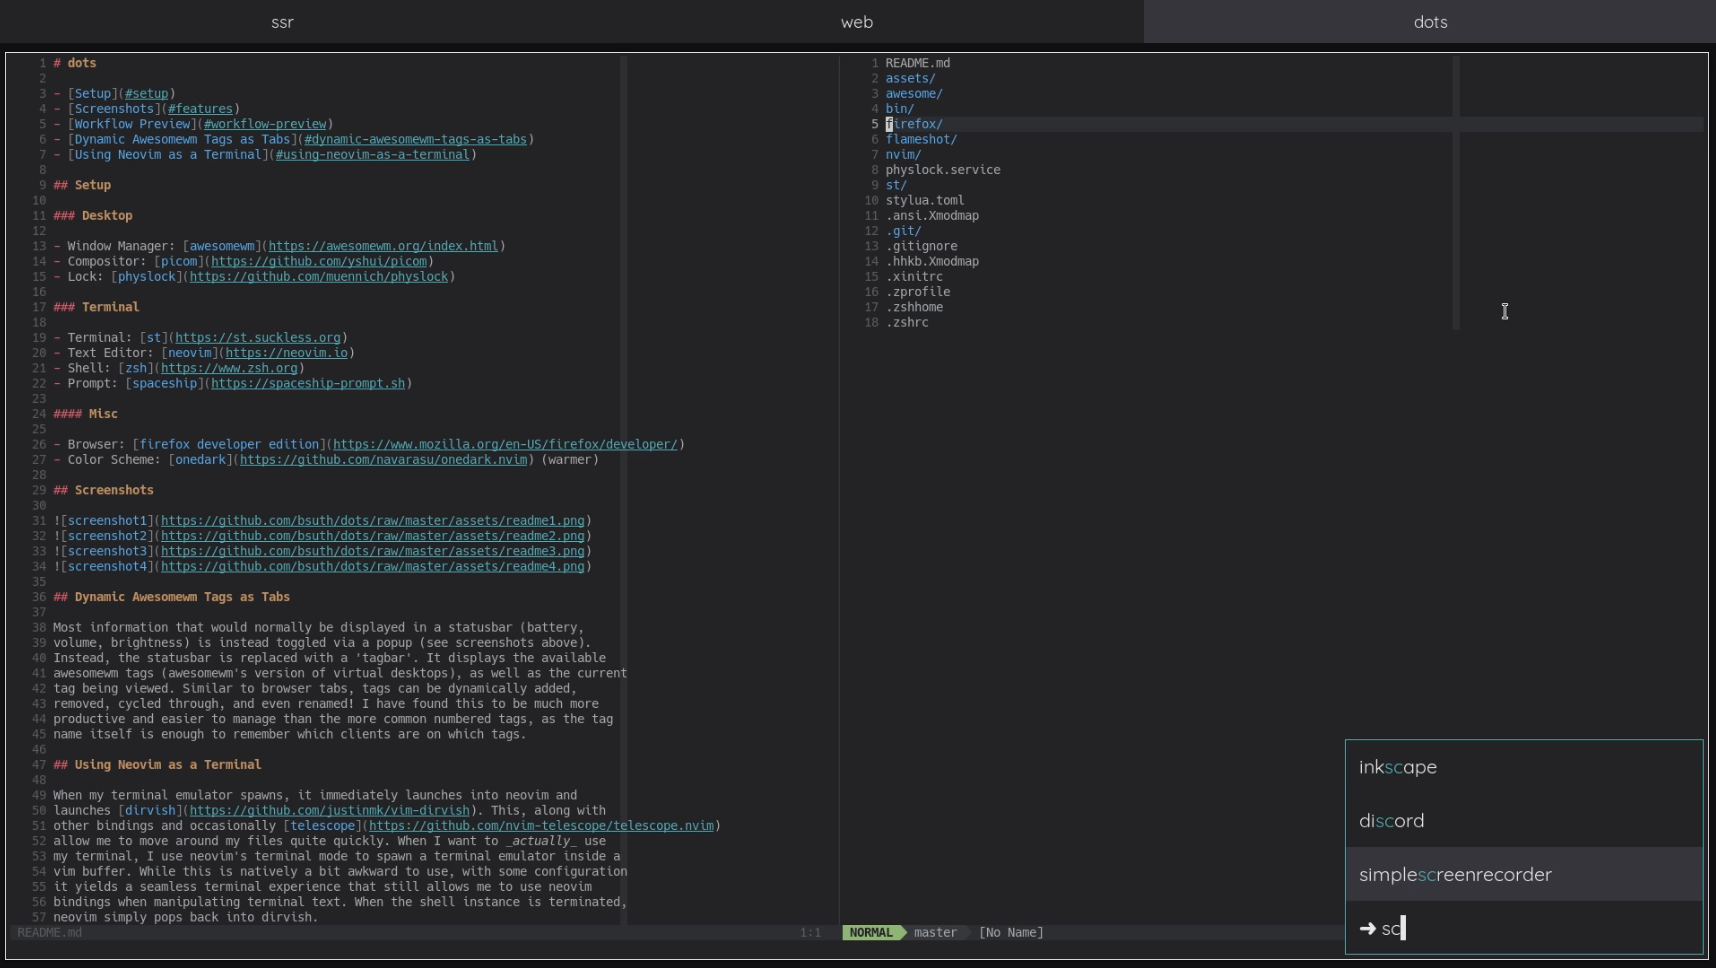 ssr
web
dots
1 # dots
2
3 - [Setup](#setup)
4 - [Screenshots](#features)
5 - [Workflow Preview](#workflow-preview)
6 - [Dynamic Awesomewm Tags as Tabs](#dynamic-awesomewm-tags-as-tabs)
7 - [Using Neovim as a Terminal](#using-neovim-as-a-terminal)
8
9 ## Setup
10
11 ### Desktop
12
13 - Window Manager: [awesomewm](https://awesomewm.org/index.html)
14 - Compositor: [picom](https://github.com/yshui/picom)
15 - Lock: [physlock](https://github.com/muennich/physlock)
16
17 ### Terminal
18
19 - Terminal: [st](https://st.suckless.org)
20 - Text Editor: [neovim](https://neovim.io)
21 - Shell: [zsh](https://www.zsh.org)
22 - Prompt: [spaceship](https://spaceship-prompt.sh)
23
24 #### Misc
25
26 - Browser: [firefox developer edition](https://www.mozilla.org/en-US/firefox/developer/)
27 - Color Scheme: [onedark](https://github.com/navarasu/onedark.nvim) (warmer)
28
29 ## Screenshots
30
31 ![screenshot1](https://github.com/bsuth/dots/raw/master/assets/readme1.png)
32 ![screenshot2](https://github.com/bsuth/dots/raw/master/assets/readme2.png)
33 ![screenshot3](https://github.com/bsuth/dots/raw/master/assets/readme3.png)
34 ![screenshot4](https://github.com/bsuth/dots/raw/master/assets/readme4.png)
35
36 ## Dynamic Awesomewm Tags as Tabs
37
38 Most information that would normally be displayed in a statusbar (battery,
39 volume, brightness) is instead toggled via a popup (see screenshots above).
40 Instead, the statusbar is replaced with a 'tagbar'. It displays the available
41 awesomewm tags (awesomewm's version of virtual desktops), as well as the current
42 tag being viewed. Similar to browser tabs, tags can be dynamically added,
43 removed, cycled through, and even renamed! I have found this to be much more
44 productive and easier to manage than the more common numbered tags, as the tag
45 name itself is enough to remember which clients are on which tags.
46
47 ## Using Neovim as a Terminal
48
49 When my terminal emulator spawns, it immediately launches into neovim and
50 launches [dirvish](https://github.com/justinmk/vim-dirvish). This, along with
51 other bindings and occasionally [telescope](https://github.com/nvim-telescope/telescope.nvim)
52 allow me to move around my files quite quickly. When I want to _actually_ use
53 my terminal, I use neovim's terminal mode to spawn a terminal emulator inside a
54 vim buffer. While this is natively a bit awkward to use, with some configuration
55 it yields a seamless terminal experience that still allows me to use neovim
56 bindings when manipulating terminal text. When the shell instance is terminated,
57 neovim simply pops back into dirvish.
README.md 1:1
1 README.md
2 assets/
3 awesome/
4 bin/
5 firefox/
6 flameshot/
7 nvim/
8 physlock.service
9 st/
10 stylua.toml
11 .ansi.Xmodmap
12 .git/
13 .gitignore
14 .hhkb.Xmodmap
15 .xinitrc
16 .zprofile
17 .zshhome
18 .zshrc
NORMAL master [No Name]
inkscape
discord
simplescreenrecorder
➜ sc